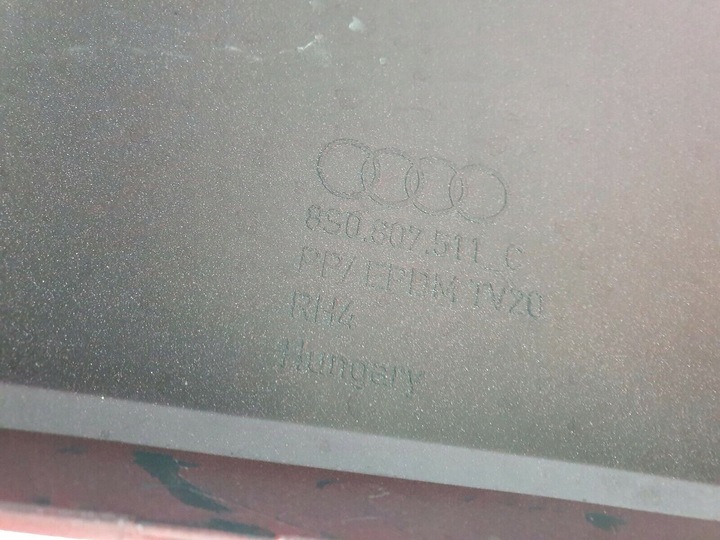 8S0.807.511 C
PP/EPDM TV20
RH4
Hungary